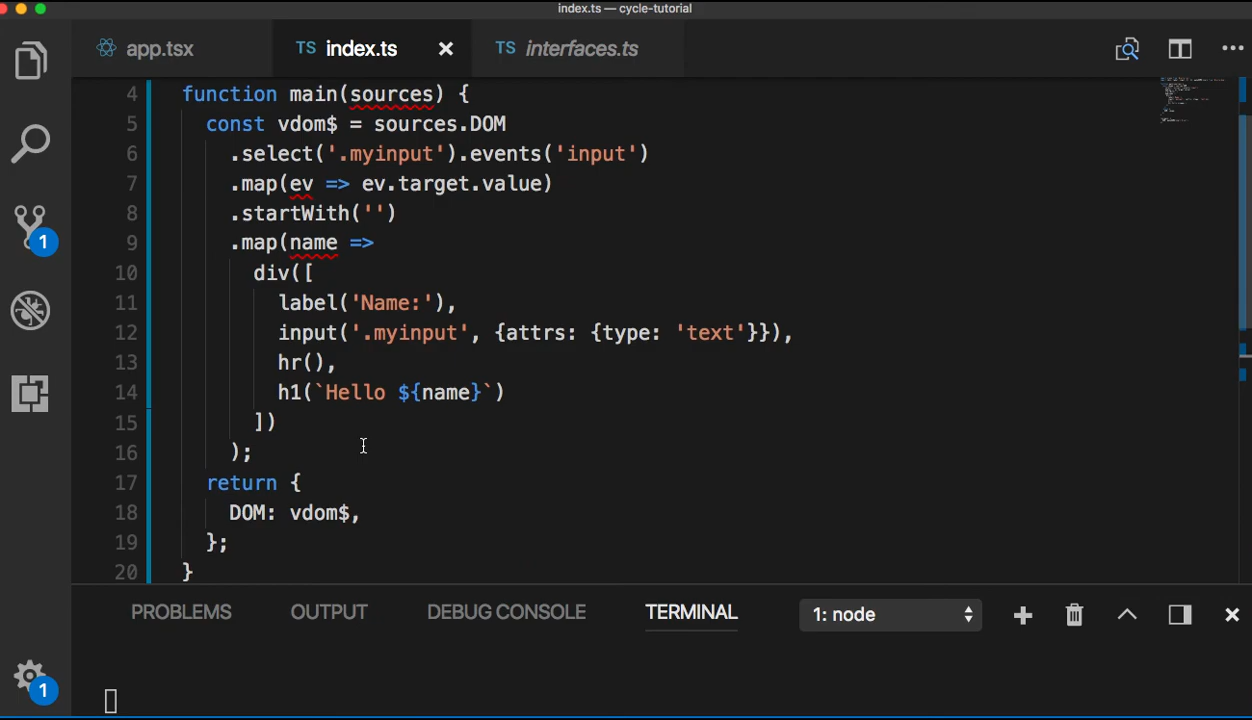 index.ts — cycle-tutorial
app.tsx TS index.ts TS interfaces.ts
4 function main(sources) {
5 const vdom$ = sources.DOM
6 .select('.myinput').events('input')
7 .map(ev => ev.target.value)
8 .startWith('')
9 .map(name =>
10 div([
11 label('Name:'),
12 input('.myinput', {attrs: {type: 'text'}}),
13 hr(),
14 h1(`Hello ${name}`)
15 ])
16 );
17 return {
18 DOM: vdom$,
19 };
20 }
1
PROBLEMS OUTPUT DEBUG CONSOLE TERMINAL 1: node
1